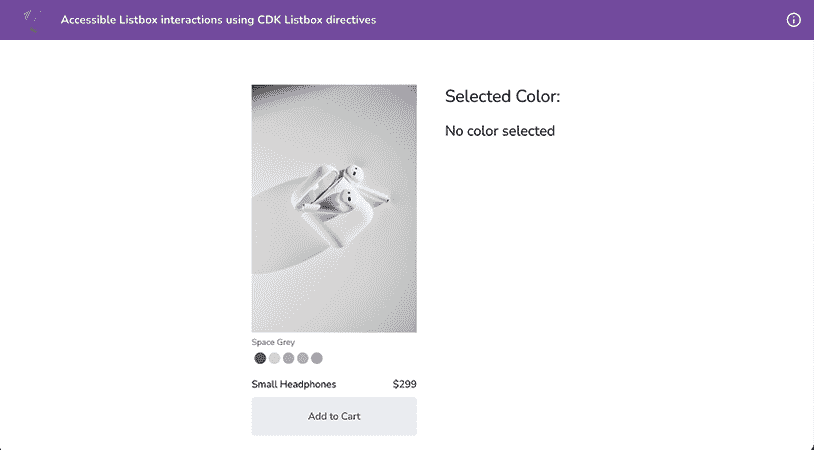 Accessible Listbox interactions using CDK Listbox directives
Selected Color:
No color selected
Space Grey
Small Headphones
$299
Add to Cart